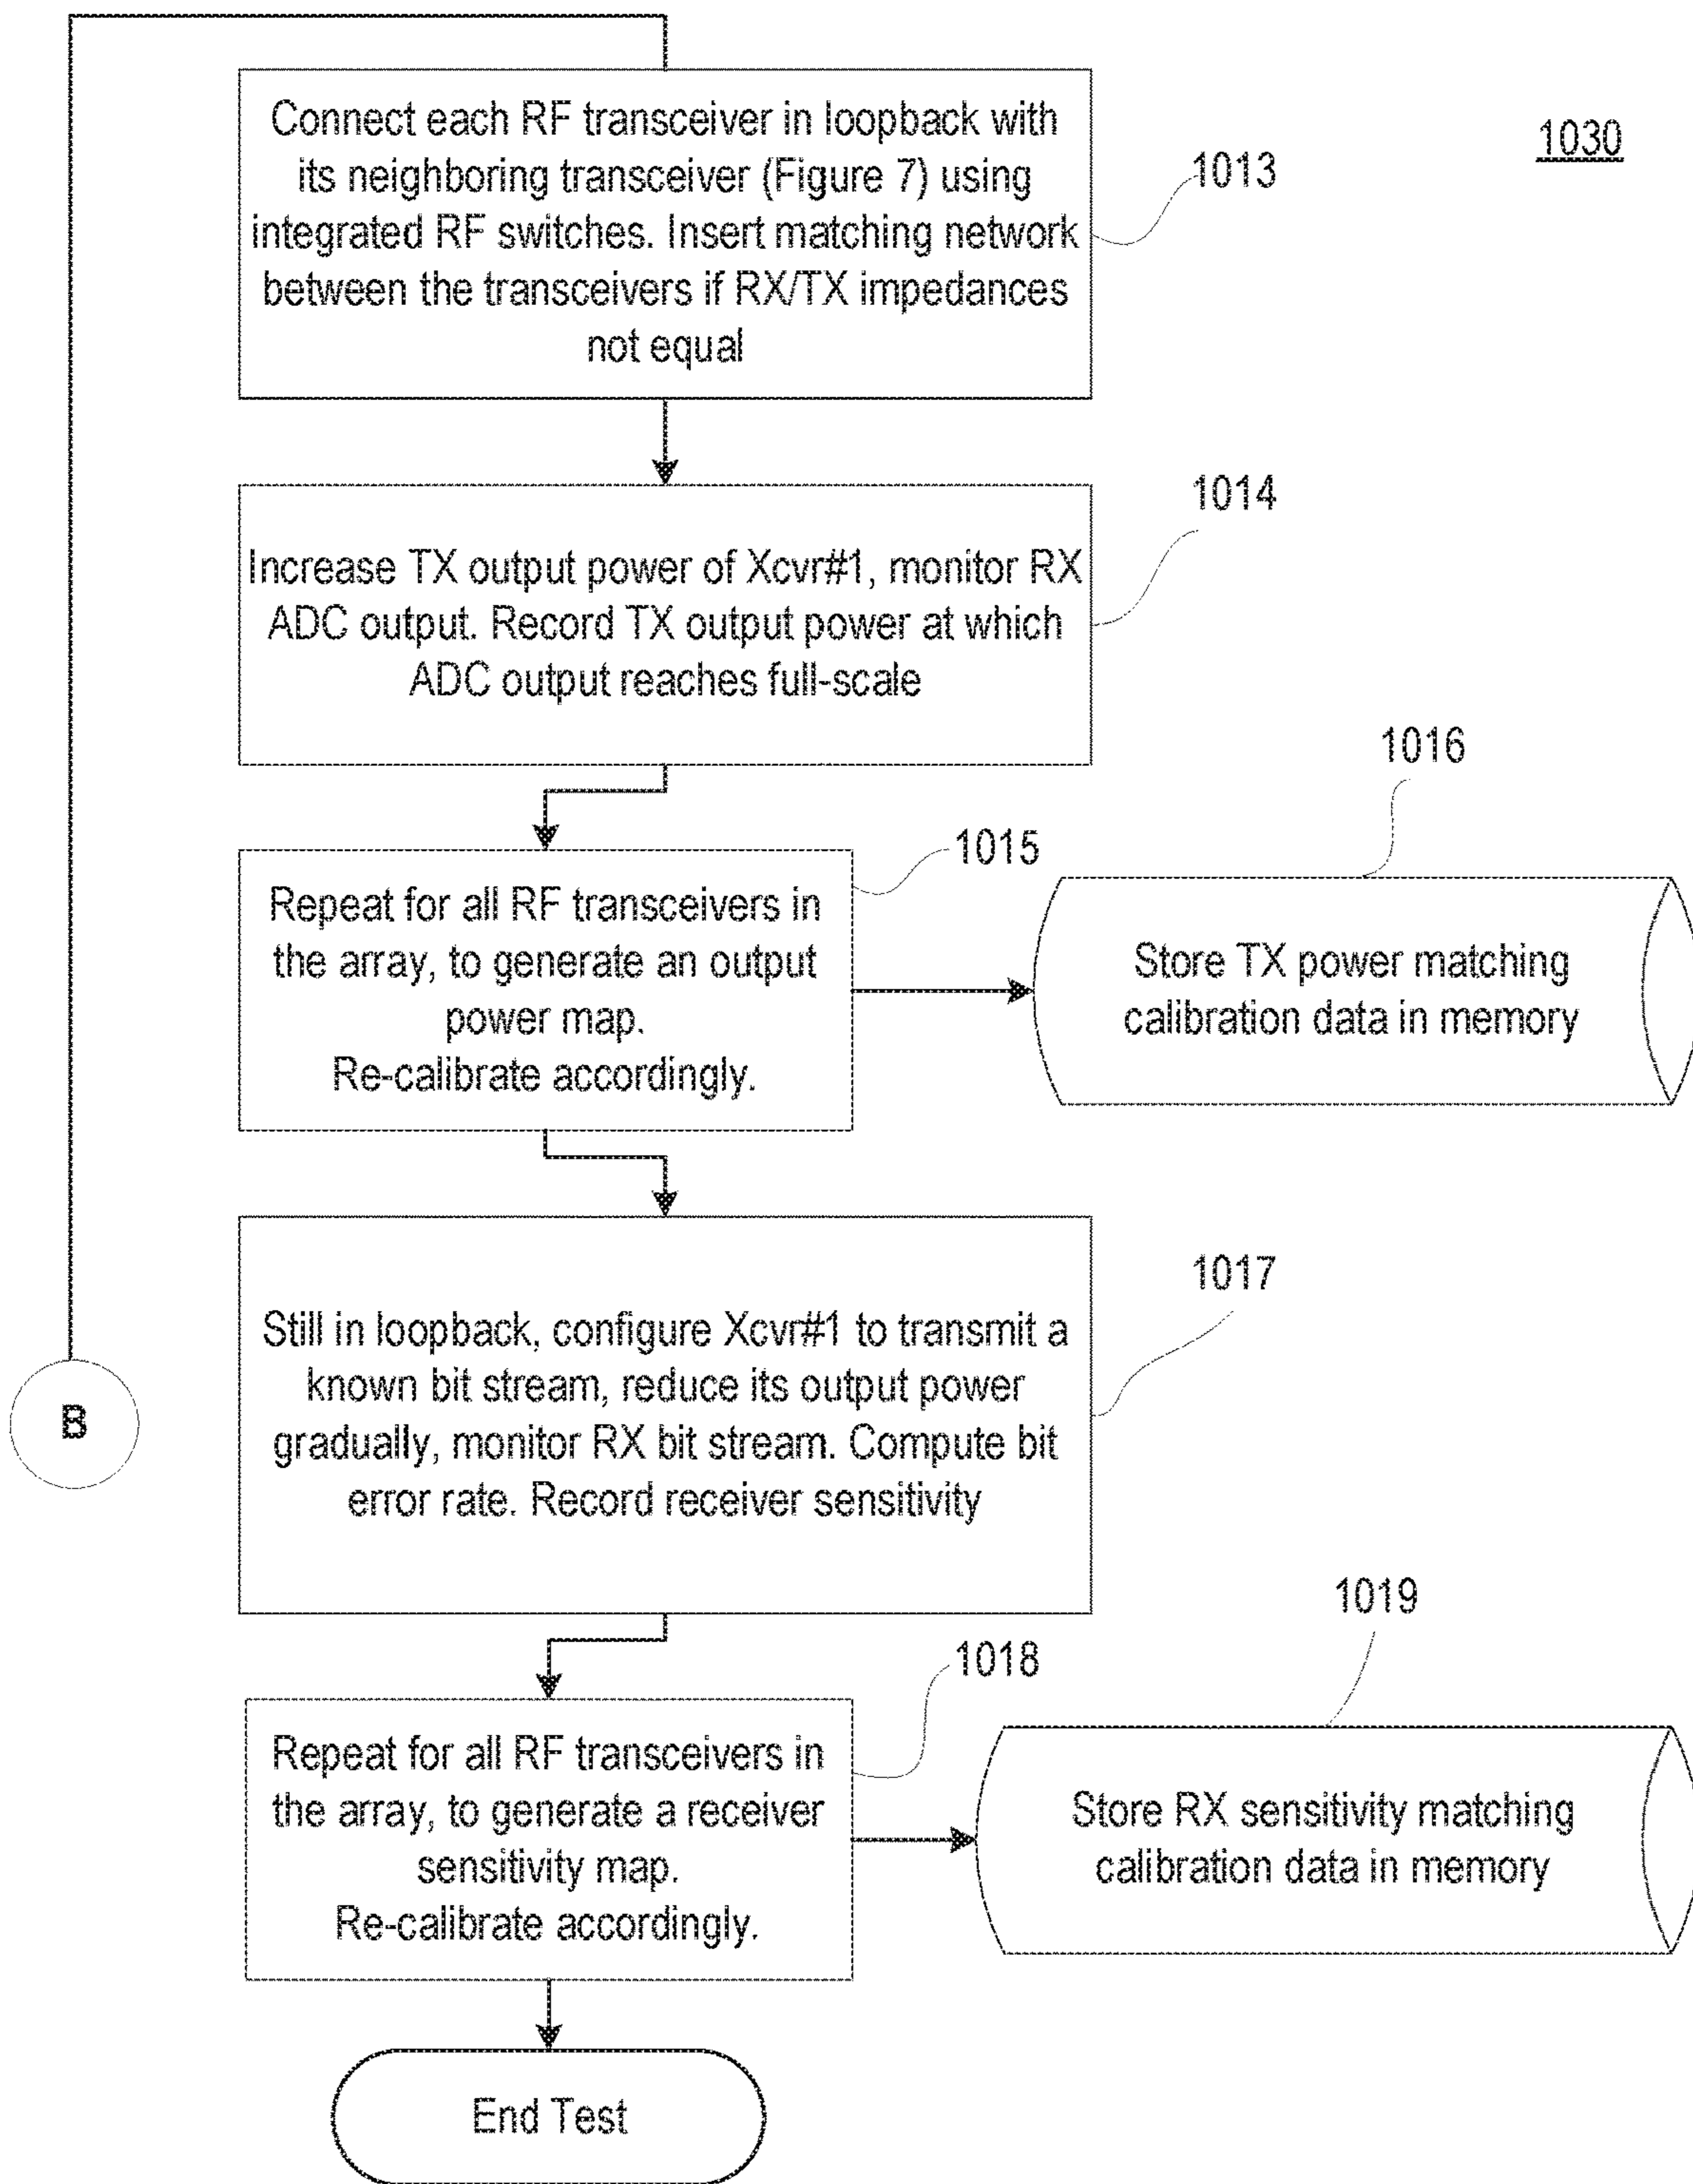 1030
Connect each RF transceiver in loopback with
its neighboring transceiver (Figure 7) using
integrated RF switches. Insert matching network
between the transceivers if RX/TX impedances
not equal
1013
Increase TX output power of Xcvr#1, monitor RX
ADC output. Record TX output power at which
ADC output reaches full-scale
1014
Repeat for all RF transceivers in
the array, to generate an output
power map.
Re-calibrate accordingly.
1015
1016
Store TX power matching
calibration data in memory
Still in loopback, configure Xcvr#1 to transmit a
known bit stream, reduce its output power
gradually, monitor RX bit stream. Compute bit
error rate. Record receiver sensitivity
1017
B
Repeat for all RF transceivers in
the array, to generate a receiver
sensitivity map.
Re-calibrate accordingly.
1018
1019
Store RX sensitivity matching
calibration data in memory
End Test